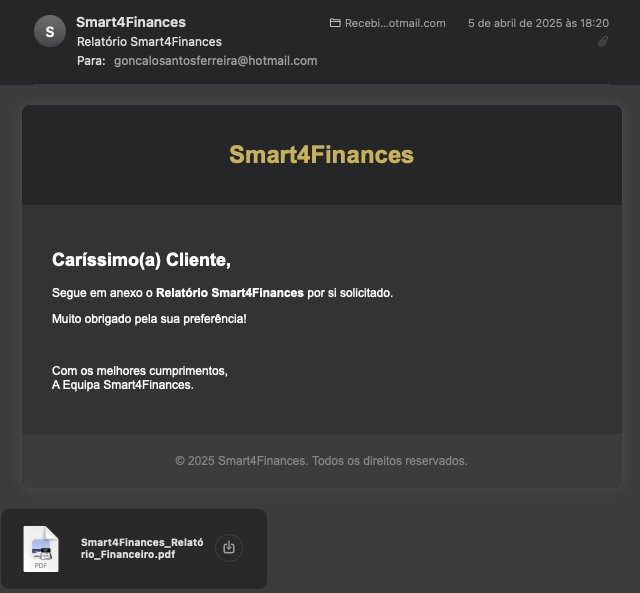 S
Smart4Finances
Recebi...otmail.com
5 de abril de 2025 às 18:20
Relatório Smart4Finances
Para: goncalosantosferreira@hotmail.com
Smart4Finances
Caríssimo(a) Cliente,
Segue em anexo o Relatório Smart4Finances por si solicitado.
Muito obrigado pela sua preferência!
Com os melhores cumprimentos,
A Equipa Smart4Finances.
© 2025 Smart4Finances. Todos os direitos reservados.
PDF
Smart4Finances_Relató
rio_Financeiro.pdf